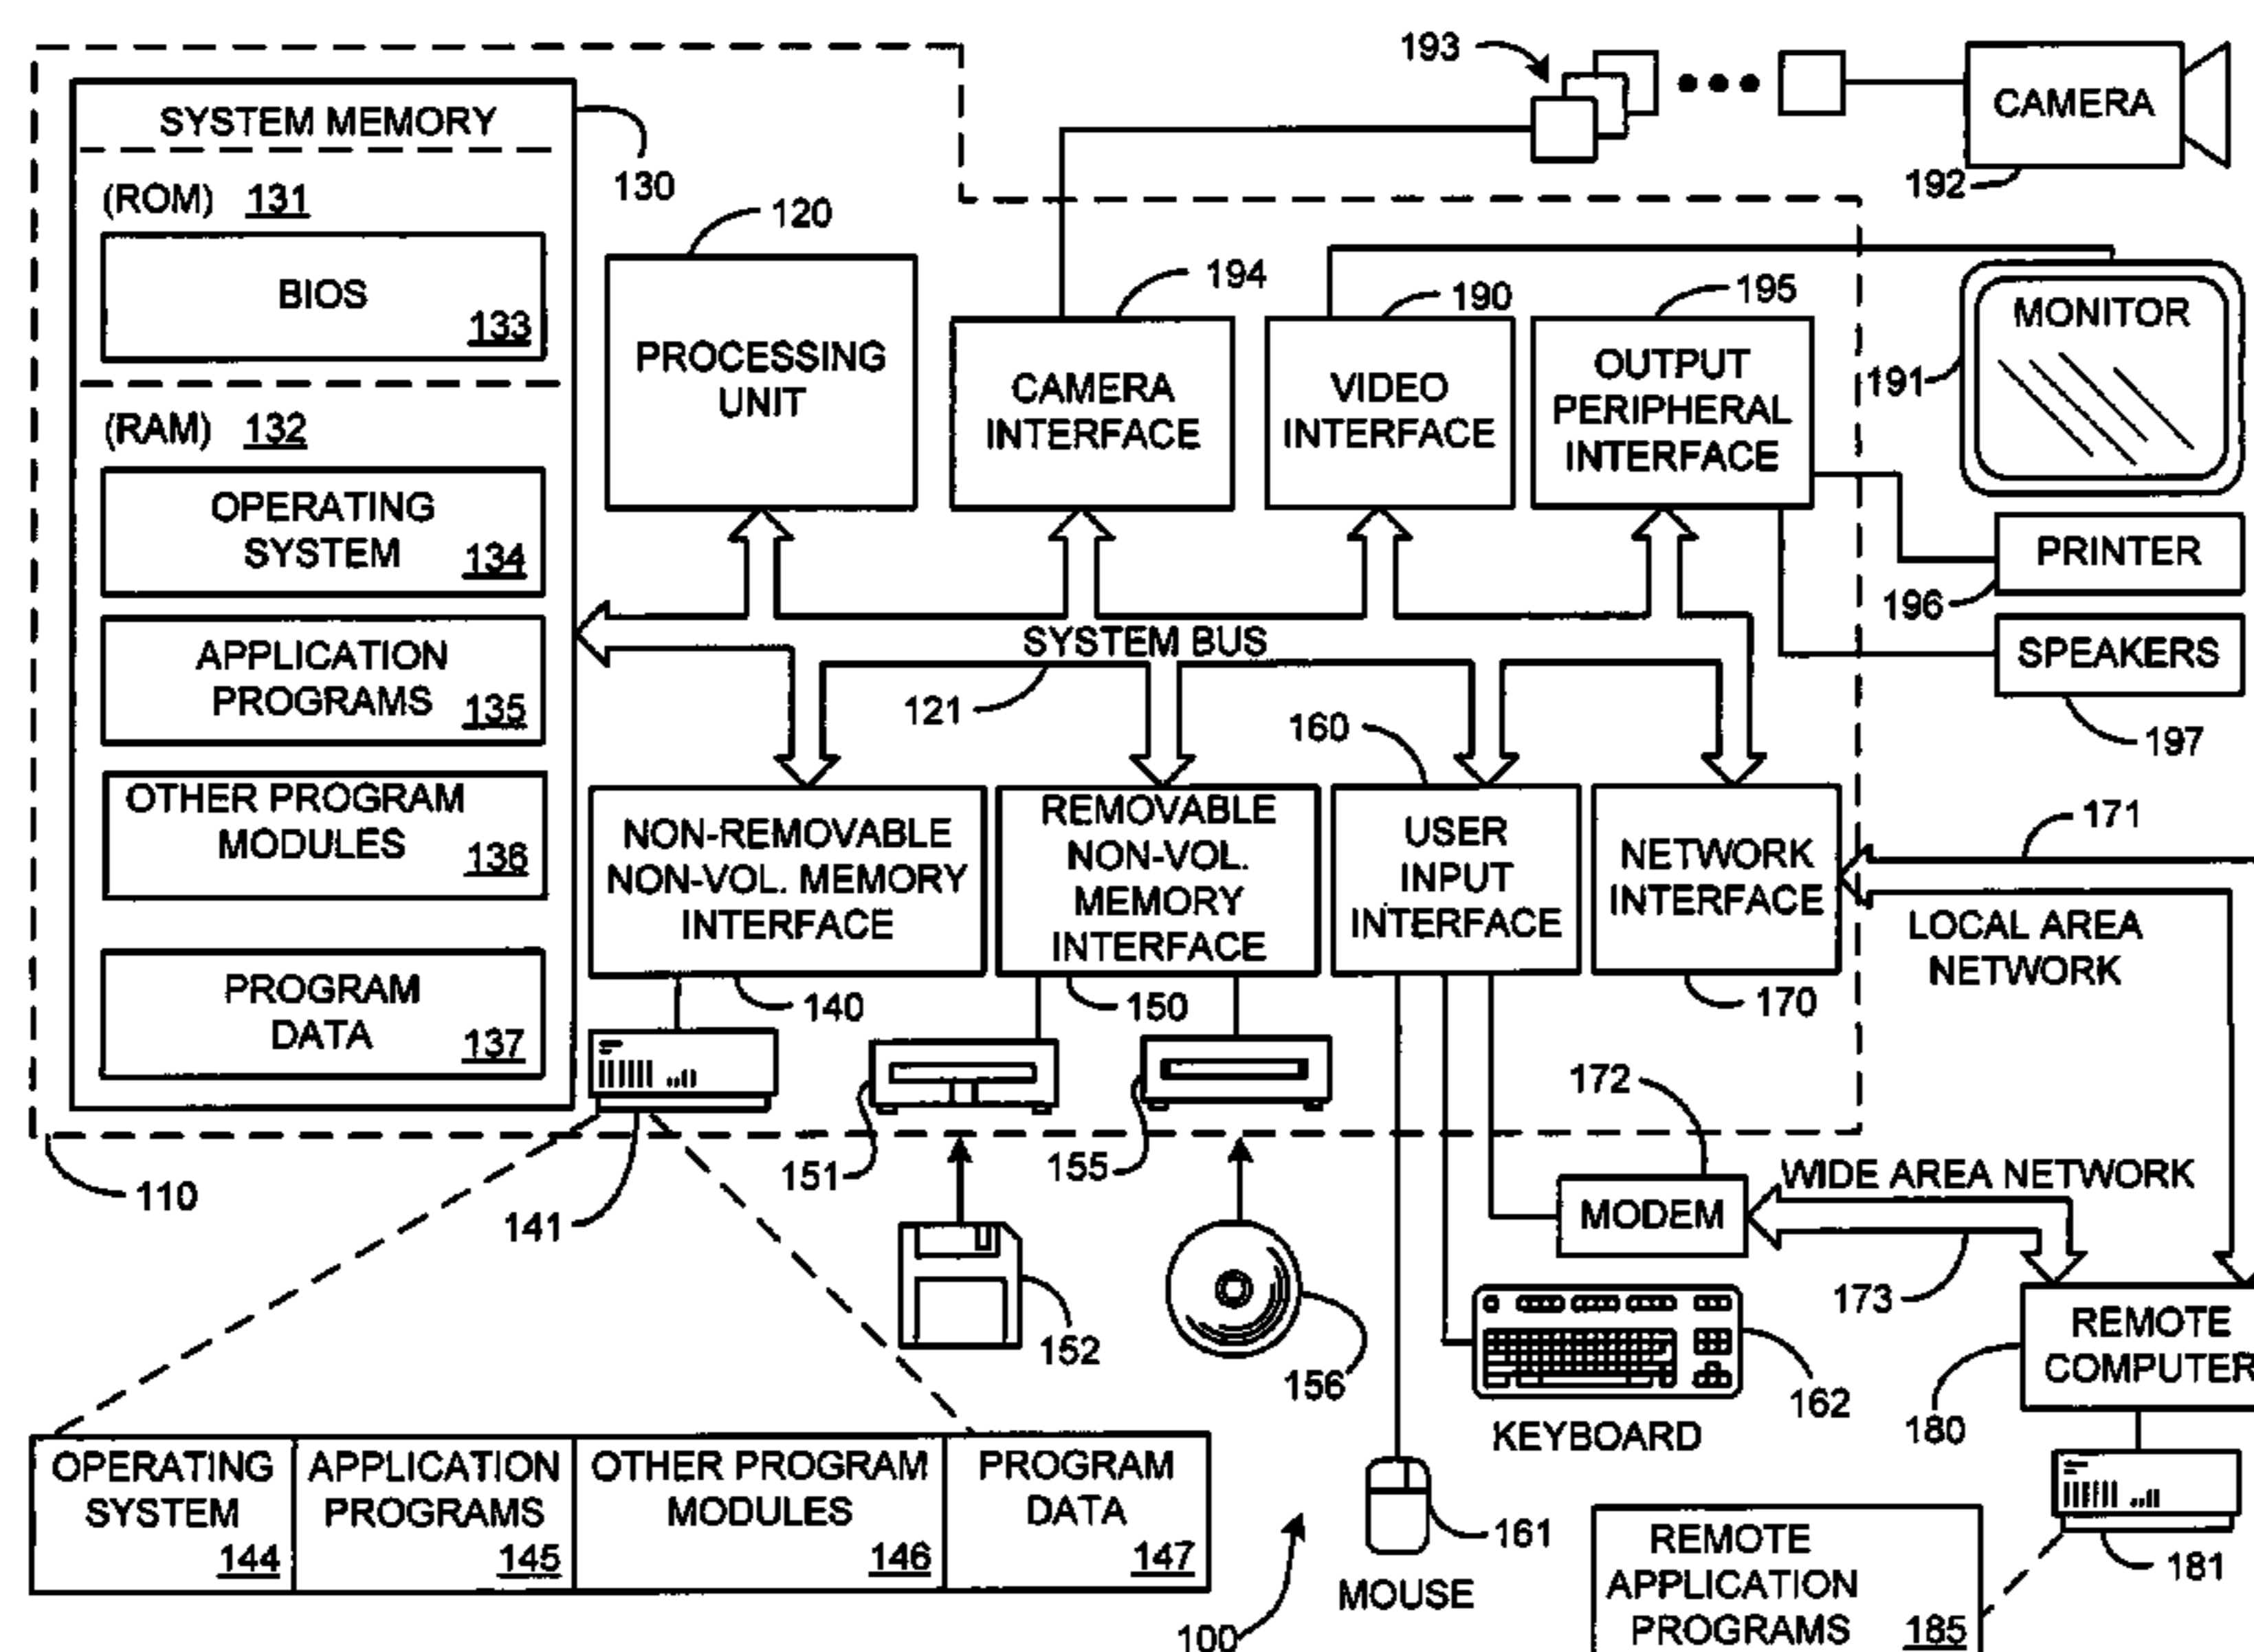 193
CAMERA
192
SYSTEM MEMORY
130
(ROM) 131
BIOS
133
120
PROCESSING
UNIT
194
CAMERA
INTERFACE
190
VIDEO
INTERFACE
195
OUTPUT
PERIPHERAL
INTERFACE
MONITOR
191
(RAM) 132
OPERATING
SYSTEM 134
PRINTER
196
SPEAKERS
197
APPLICATION
PROGRAMS 135
SYSTEM BUS
121
OTHER PROGRAM
MODULES 136
NON-REMOVABLE
NON-VOL. MEMORY
INTERFACE
140
REMOVABLE
NON-VOL.
MEMORY
INTERFACE
150
160
USER
INPUT
INTERFACE
NETWORK
INTERFACE
170
171
LOCAL AREA
NETWORK
PROGRAM
DATA 137
110
141
151
155
152
156
172
MODEM
WIDE AREA NETWORK
173
162
KEYBOARD
REMOTE
COMPUTER
180
181
OPERATING
SYSTEM
144
APPLICATION
PROGRAMS
145
OTHER PROGRAM
MODULES
146
PROGRAM
DATA
147
161
MOUSE
100
REMOTE
APPLICATION
PROGRAMS 185